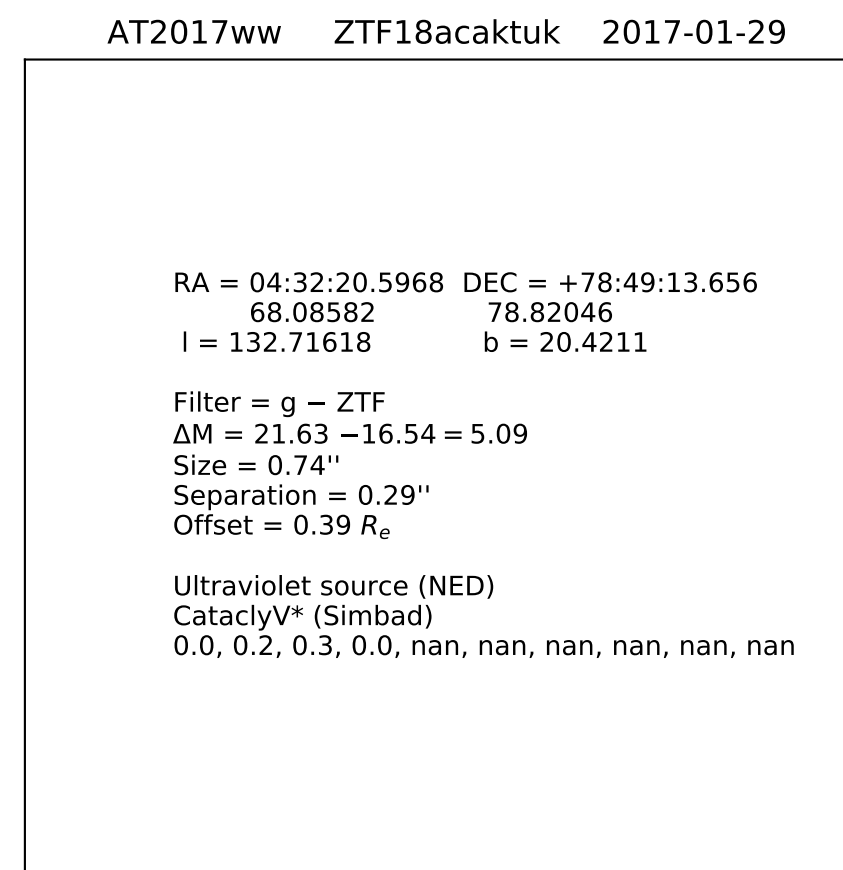 AT2017ww ZTF18acaktuk 2017-01-29
RA = 04:32:20.5968 DEC = +78:49:13.656
68.08582 78.82046
l = 132.71618 b = 20.4211
Filter = g − ZTF
ΔM = 21.63 −16.54 = 5.09
Size = 0.74''
Separation = 0.29''
Offset = 0.39 Re
Ultraviolet source (NED)
CataclyV* (Simbad)
0.0, 0.2, 0.3, 0.0, nan, nan, nan, nan, nan, nan